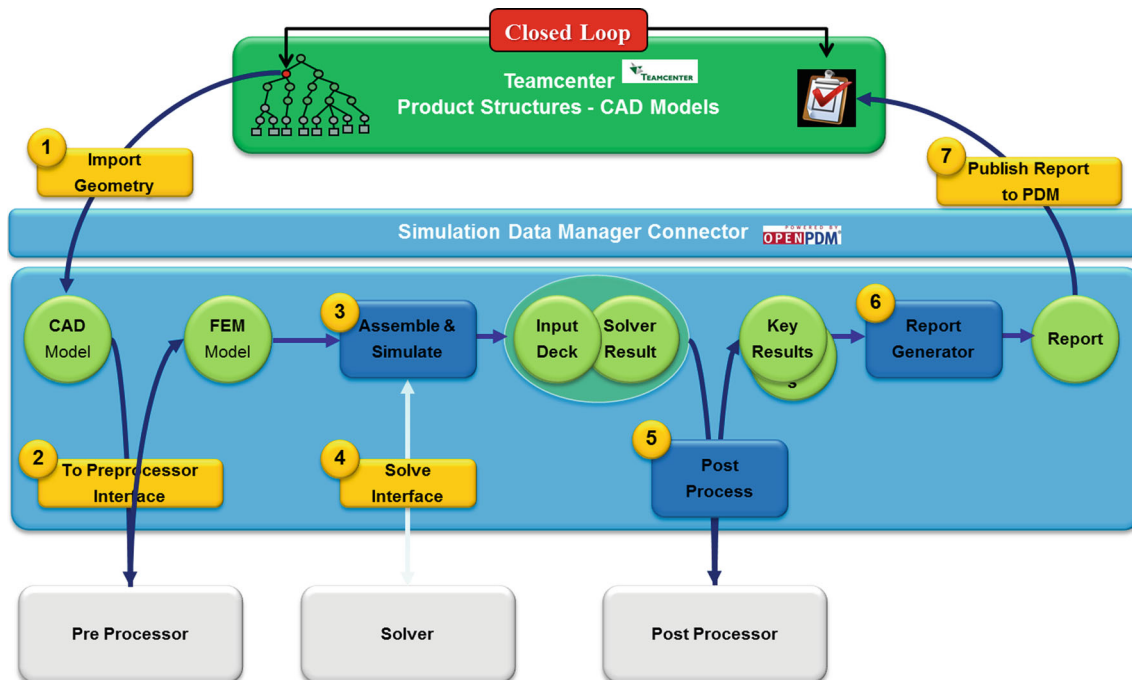 Closed Loop
Teamcenter
TEAMCENTER
Product Structures - CAD Models
1
Import
Geometry
7
Publish Report
to PDM
Simulation Data Manager Connector
POWERED BY
OPENPDM
CAD
Model
FEM
Model
3
Assemble &
Simulate
Input
Deck
Solver
Result
Key
Results
s
6
Report
Generator
Report
2
To Preprocessor
Interface
4
Solve
Interface
5
Post
Process
Pre Processor
Solver
Post Processor